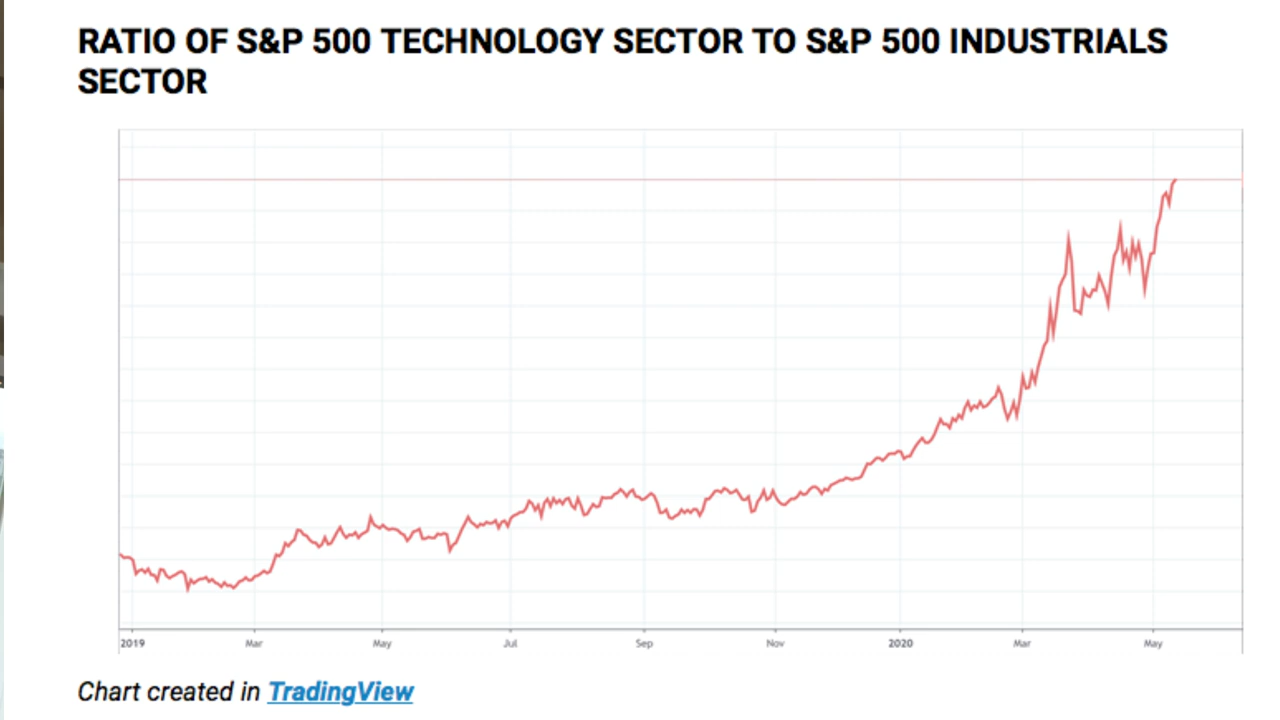 RATIO OF S&P 500 TECHNOLOGY SECTOR TO S&P 500 INDUSTRIALS
SECTOR
2019 Mar May Jul Sep Nov 2020 Mar May
Chart created in TradingView